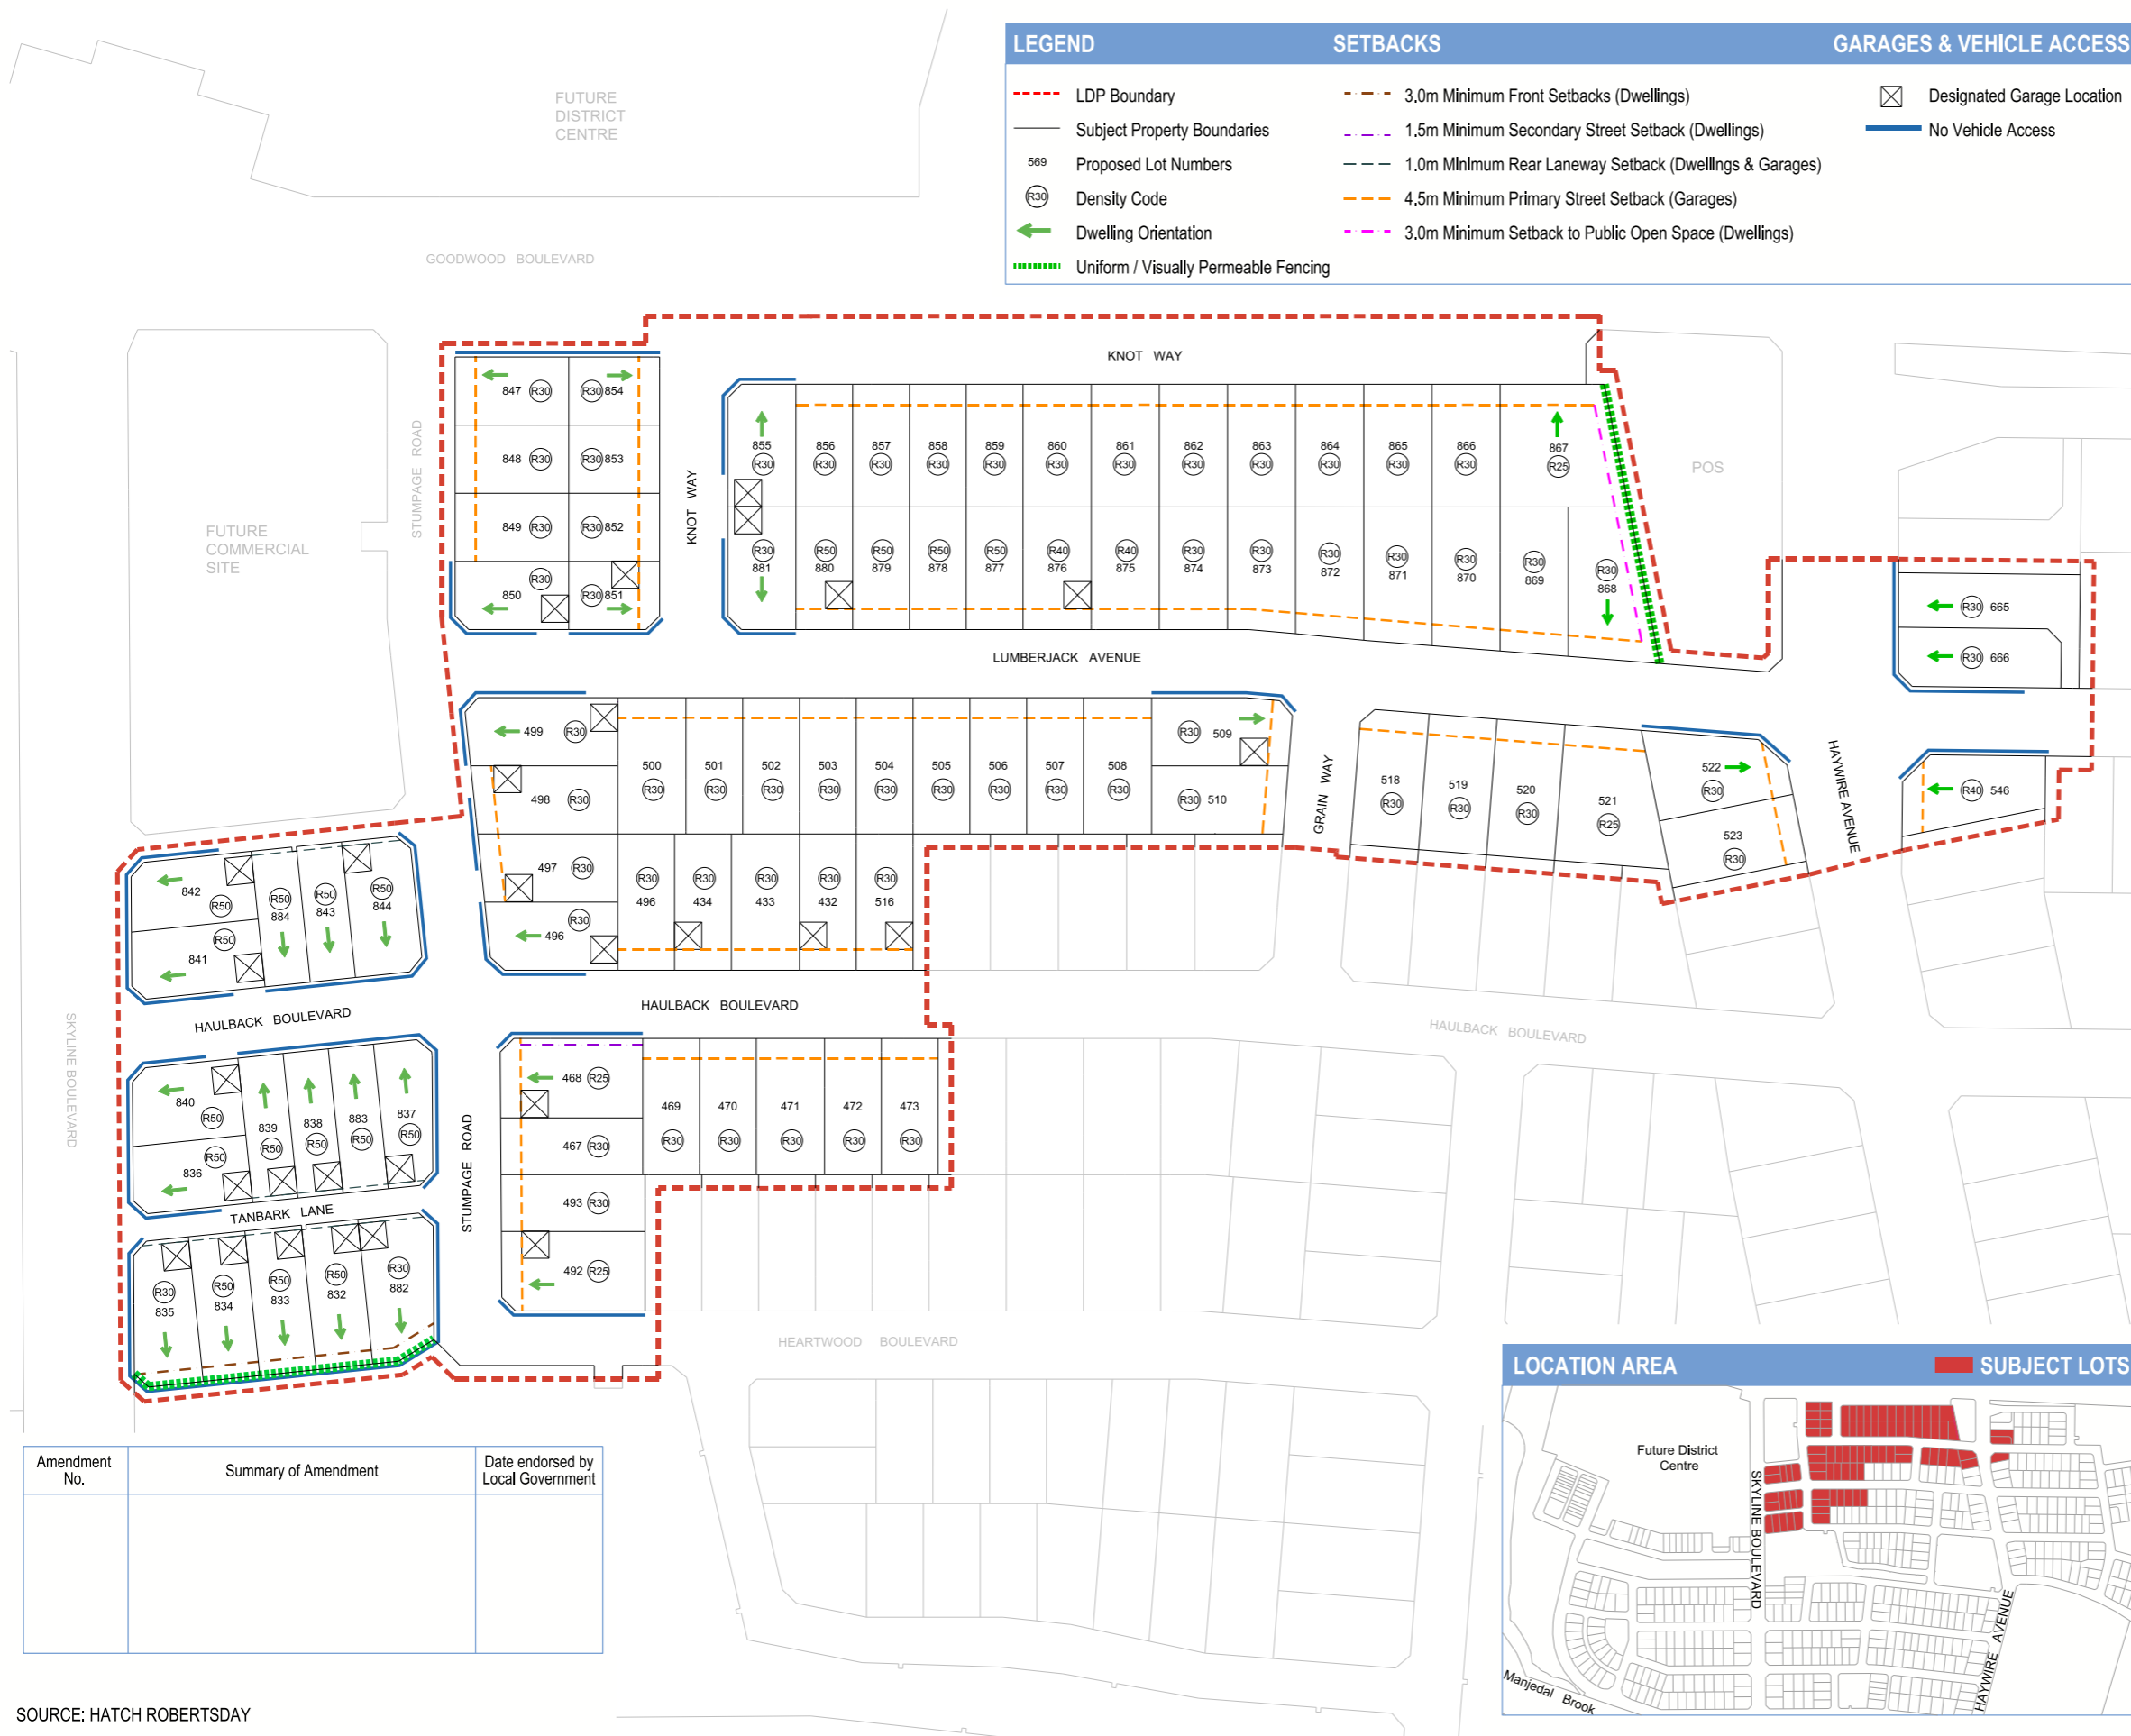 LEGEND SETBACKS GARAGES & VEHICLE ACCESS
LDP Boundary
Subject Property Boundaries
569 Proposed Lot Numbers
R30 Density Code
Dwelling Orientation
Uniform / Visually Permeable Fencing
3.0m Minimum Front Setbacks (Dwellings)
1.5m Minimum Secondary Street Setback (Dwellings)
1.0m Minimum Rear Laneway Setback (Dwellings & Garages)
4.5m Minimum Primary Street Setback (Garages)
3.0m Minimum Setback to Public Open Space (Dwellings)
Designated Garage Location
No Vehicle Access
FUTURE
DISTRICT
CENTRE
GOODWOOD BOULEVARD
KNOT WAY
STUMPAGE ROAD
KNOT WAY
FUTURE
COMMERCIAL
SITE
POS
847 R30 R30 854
848 R30 R30 853
849 R30 R30 852
R30
850 R30 851
855 856 857 858 859 860 861 862 863 864 865 866 867
R30 R30 R30 R30 R30 R30 R30 R30 R30 R30 R30 R30 R25
R30 R50 R50 R50 R50 R40 R40 R30 R30 R30 R30 R30 R30 R30
881 880 879 878 877 876 875 874 873 872 871 870 869 868
LUMBERJACK AVENUE
R30 665
R30 666
499 R30
498 R30
497 R30
R30
496
500 501 502 503 504 505 506 507 508
R30 R30 R30 R30 R30 R30 R30 R30 R30
R30 509
R30 510
R30 R30 R30 R30 R30
496 434 433 432 516
GRAIN WAY
518 519 520 521
R30 R30 R30 R25
522
R30
523
R30
HAYWIRE AVENUE
R40 546
842 R50
R50
841
R50 R50 R50
884 843 844
HAULBACK BOULEVARD
HAULBACK BOULEVARD
HAULBACK BOULEVARD
SKYLINE BOULEVARD
840
R50
R50
836
839 838 883 837
R50 R50 R50 R50
STUMPAGE ROAD
468 R25
467 R30
493 R30
492 R25
469 470 471 472 473
R30 R30 R30 R30 R30
TANBARK LANE
R30 R50 R50 R50 R30
835 834 833 832 882
HEARTWOOD BOULEVARD
LOCATION AREA SUBJECT LOTS
Future District
Centre
SKYLINE BOULEVARD
HAYWIRE AVENUE
Manjedal Brook
Amendment
No.
Summary of Amendment
Date endorsed by
Local Government
SOURCE: HATCH ROBERTSDAY